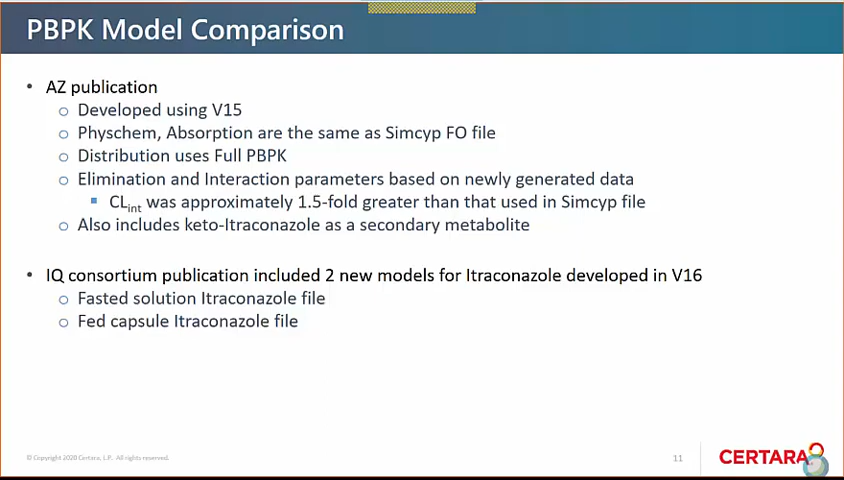 PBPK Model Comparison
• AZ publication
o Developed using V15
o Physchem, Absorption are the same as Simcyp FO file
o Distribution uses Full PBPK
o Elimination and Interaction parameters based on newly generated data
▪ CLint was approximately 1.5-fold greater than that used in Simcyp file
o Also includes keto-Itraconazole as a secondary metabolite
• IQ consortium publication included 2 new models for Itraconazole developed in V16
o Fasted solution Itraconazole file
o Fed capsule Itraconazole file
© Copyright 2020 Certara, L.P. All rights reserved.
11
CERTARA